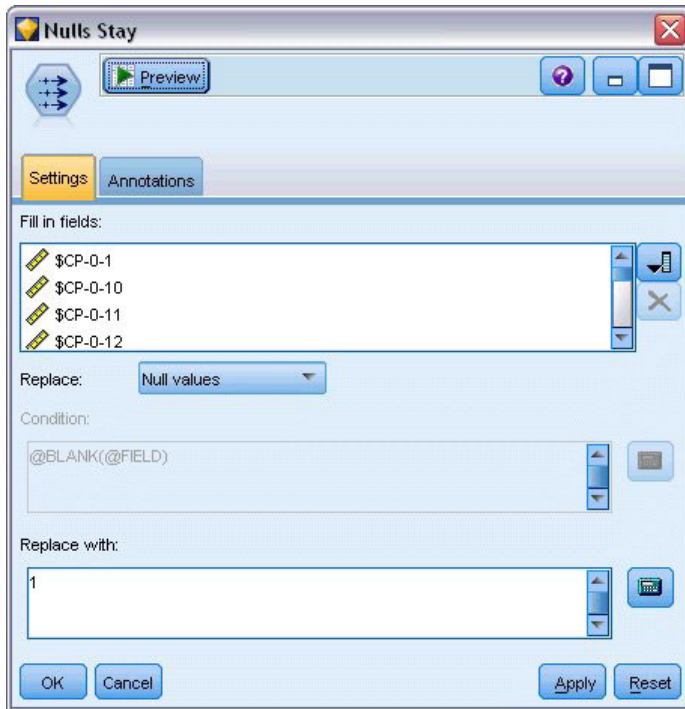 Nulls Stay
Preview
Settings
Annotations
Fill in fields:
$CP-0-1
$CP-0-10
$CP-0-11
$CP-0-12
Replace:
Null values
Condition:
@BLANK(@FIELD)
Replace with:
1
OK
Cancel
Apply
Reset